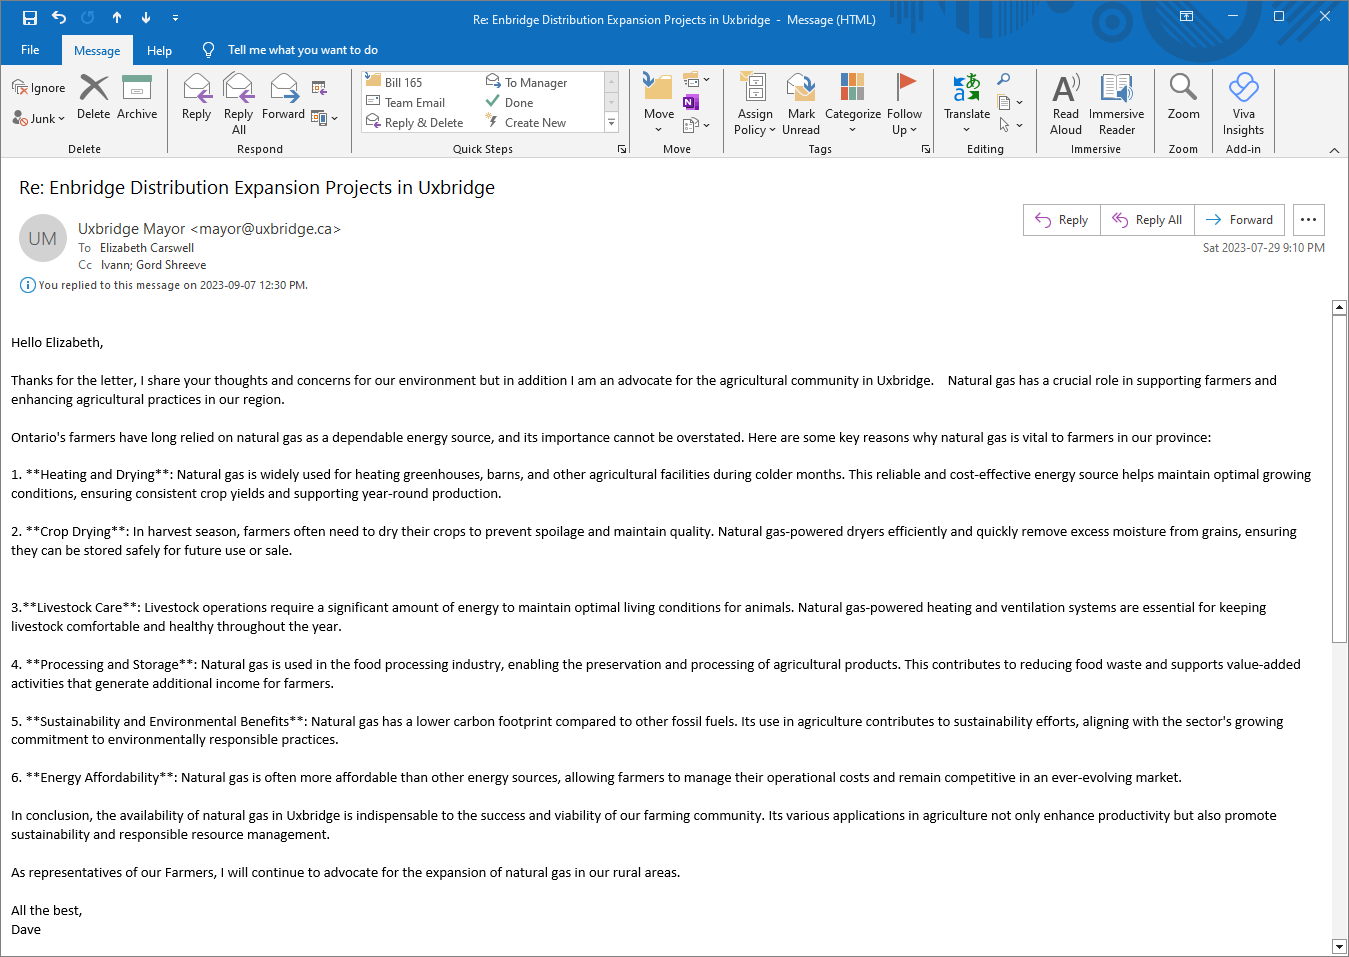 Re: Enbridge Distribution Expansion Projects in Uxbridge - Message (HTML)
File Message Help Tell me what you want to do
Ignore
Junk
Delete
Archive
Delete
Reply
Reply All
Forward
Respond
Bill 165
Team Email
Reply & Delete
To Manager
Done
Create New
Quick Steps
Move
Move
Assign Policy
Mark Unread
Categorize
Follow Up
Tags
Translate
Editing
Read Aloud
Immersive Reader
Immersive
Zoom
Zoom
Viva Insights
Add-in
Re: Enbridge Distribution Expansion Projects in Uxbridge
UM
Uxbridge Mayor <mayor@uxbridge.ca>
To Elizabeth Carswell
Cc Ivann; Gord Shreeve
Reply Reply All Forward
Sat 2023-07-29 9:10 PM
You replied to this message on 2023-09-07 12:30 PM.
Hello Elizabeth,
Thanks for the letter, I share your thoughts and concerns for our environment but in addition I am an advocate for the agricultural community in Uxbridge. Natural gas has a crucial role in supporting farmers and
enhancing agricultural practices in our region.
Ontario's farmers have long relied on natural gas as a dependable energy source, and its importance cannot be overstated. Here are some key reasons why natural gas is vital to farmers in our province:
1. **Heating and Drying**: Natural gas is widely used for heating greenhouses, barns, and other agricultural facilities during colder months. This reliable and cost-effective energy source helps maintain optimal growing
conditions, ensuring consistent crop yields and supporting year-round production.
2. **Crop Drying**: In harvest season, farmers often need to dry their crops to prevent spoilage and maintain quality. Natural gas-powered dryers efficiently and quickly remove excess moisture from grains, ensuring
they can be stored safely for future use or sale.
3.**Livestock Care**: Livestock operations require a significant amount of energy to maintain optimal living conditions for animals. Natural gas-powered heating and ventilation systems are essential for keeping
livestock comfortable and healthy throughout the year.
4. **Processing and Storage**: Natural gas is used in the food processing industry, enabling the preservation and processing of agricultural products. This contributes to reducing food waste and supports value-added
activities that generate additional income for farmers.
5. **Sustainability and Environmental Benefits**: Natural gas has a lower carbon footprint compared to other fossil fuels. Its use in agriculture contributes to sustainability efforts, aligning with the sector's growing
commitment to environmentally responsible practices.
6. **Energy Affordability**: Natural gas is often more affordable than other energy sources, allowing farmers to manage their operational costs and remain competitive in an ever-evolving market.
In conclusion, the availability of natural gas in Uxbridge is indispensable to the success and viability of our farming community. Its various applications in agriculture not only enhance productivity but also promote
sustainability and responsible resource management.
As representatives of our Farmers, I will continue to advocate for the expansion of natural gas in our rural areas.
All the best,
Dave